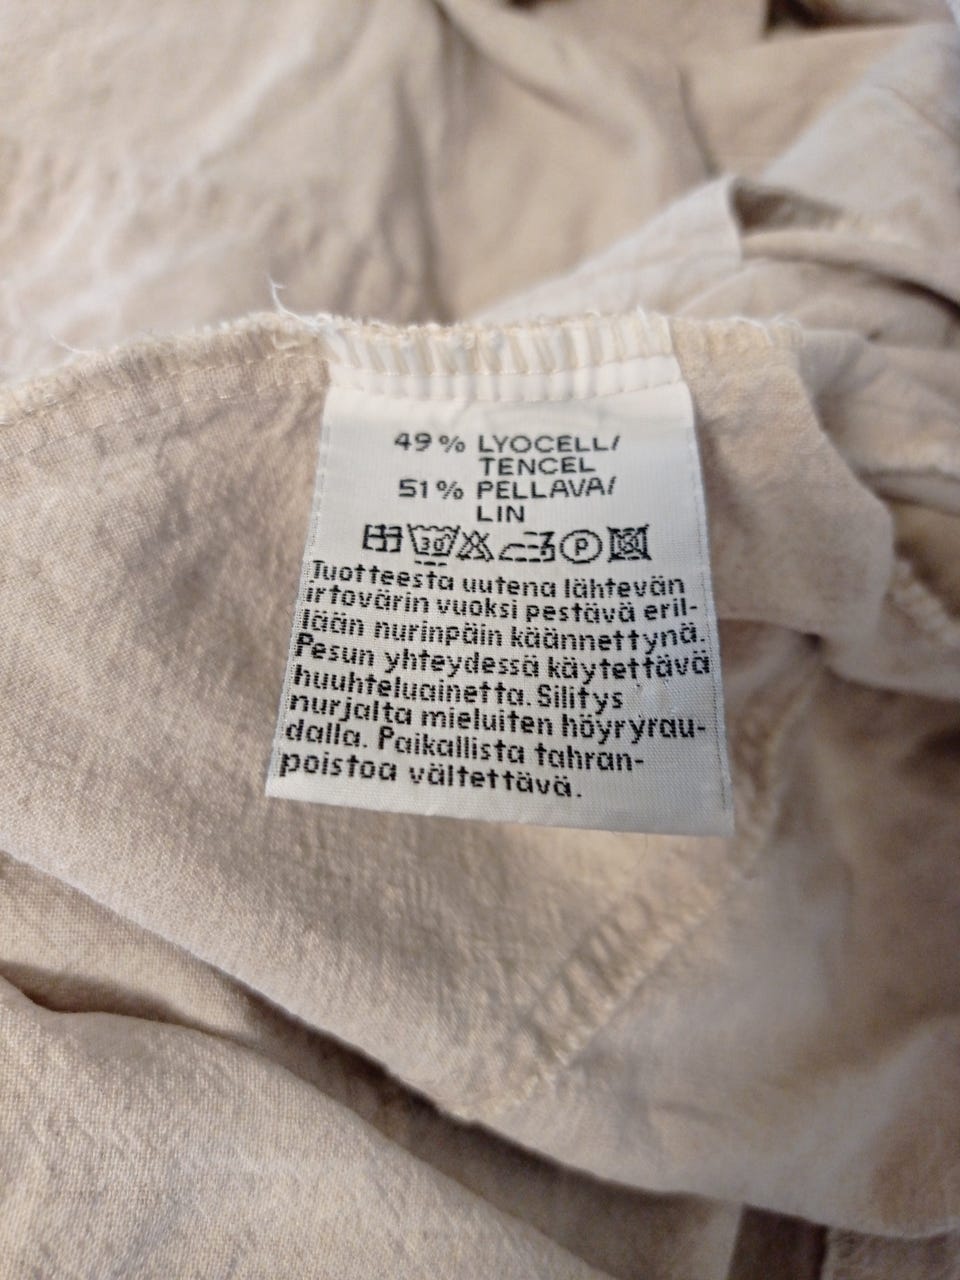 49% LYOCELL/
TENCEL
51% PELLAVA/
LIN
30 P
Tuotteesta uutena lähtevän
irtovärin vuoksi pestävä eril-
lään nurinpäin käännettynä.
Pesun yhteydessä käytettävä
huuhteluainetta. Silitys
nurjalta mieluiten höyryrau-
dalla. Paikallista tahran-
poistoa vältettävä.